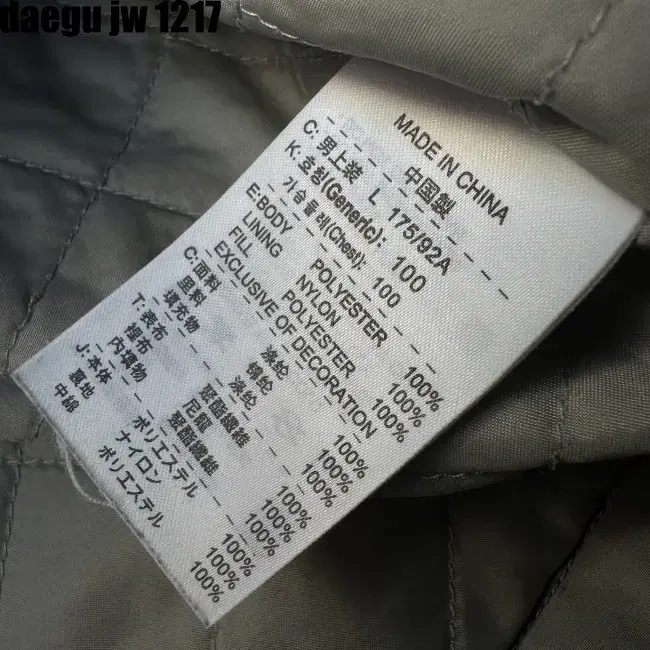 daegu jw 1217
MADE IN CHINA
中国製
C: 男上装 L 175/92A
K: 호칭(Generic): 100
가슴둘레(Chest): 100
E: BODY POLYESTER 100%
LINING NYLON 100%
FILL POLYESTER 100%
EXCLUSIVE OF DECORATION
C: 面料 涤纶 100%
里料 锦纶 100%
填充物 涤纶 100%
T: 表布 聚酯纖維 100%
裡布 尼龍 100%
內填物 聚酯纖維 100%
J: 本体 ポリエステル 100%
裏地 ナイロン 100%
中綿 ポリエステル 100%